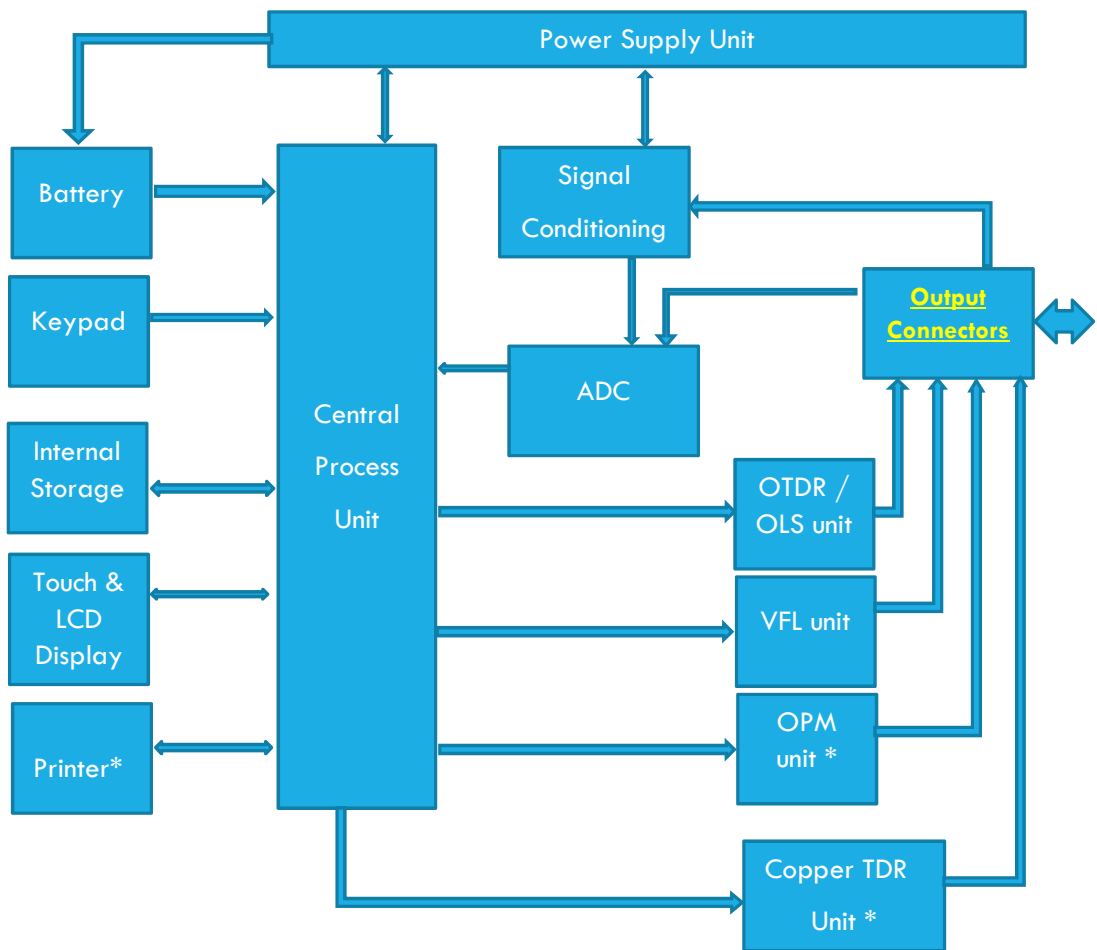 Power Supply Unit
Battery
Signal
Conditioning
Keypad
Output
Connectors
ADC
Central
Process
Unit
Internal
Storage
OTDR /
OLS unit
Touch &
LCD
Display
VFL unit
OPM
unit *
Printer*
Copper TDR
Unit *